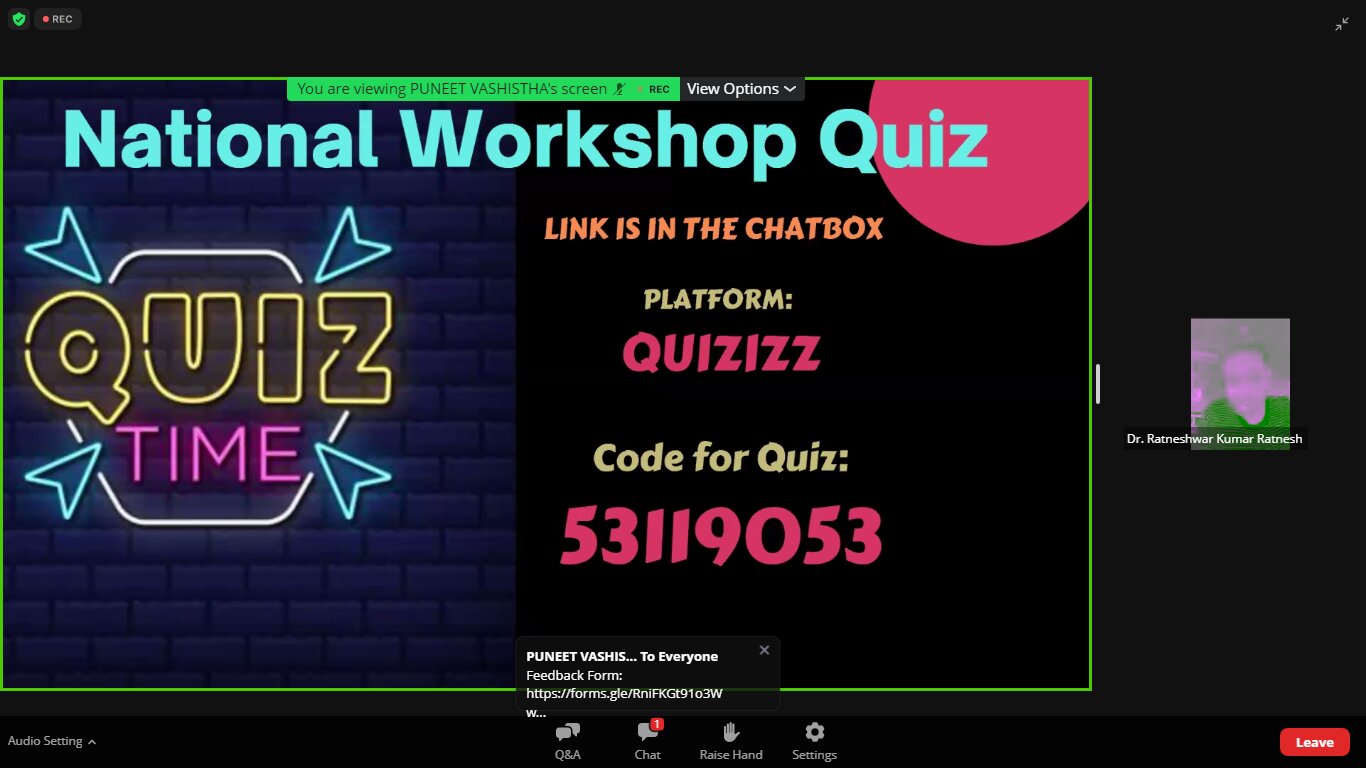 REC
You are viewing PUNEET VASHISTHA's screen REC View Options
National Workshop Quiz
QUIZ
TIME
LINK IS IN THE CHATBOX
PLATFORM:
QUIZIZZ
Code for Quiz:
53119053
Dr. Ratneshwar Kumar Ratnesh
PUNEET VASHIS... To Everyone
Feedback Form:
https://forms.gle/RniFKGt91o3W
w...
Audio Setting
Q&A
1
Chat
Raise Hand
Settings
Leave